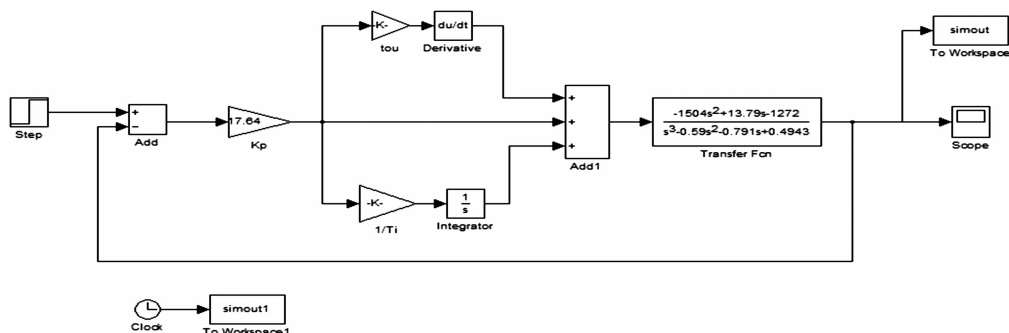 -K-
tou
du/dt
Derivative
simout
To Workspace
Step
+
−
Add
17.64
Kp
+
+
+
Add1
-1504s²+13.79s-1272
s³-0.59s²-0.791s+0.4943
Transfer Fcn
Scope
-K-
1/Ti
1
s
Integrator
Clock
simout1
To Workspace1